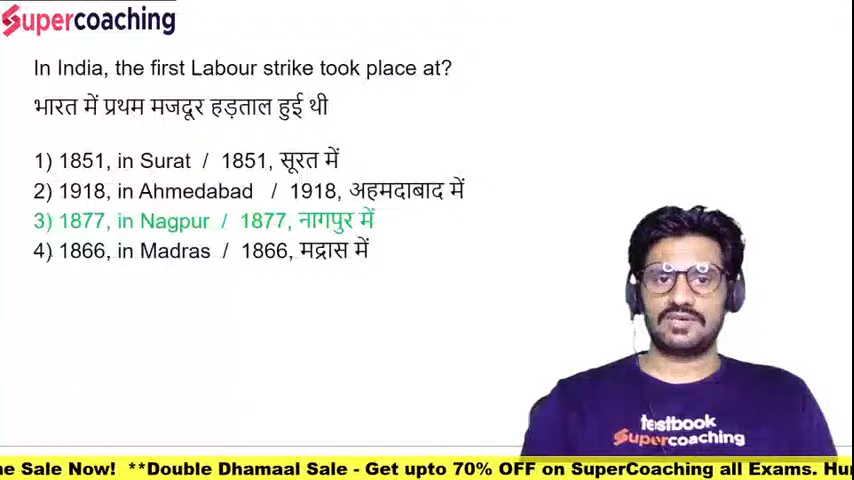 Supercoaching
In India, the first Labour strike took place at?
भारत में प्रथम मजदूर हड़ताल हुई थी
1) 1851, in Surat / 1851, सूरत में
2) 1918, in Ahmedabad / 1918, अहमदाबाद में
3) 1877, in Nagpur / 1877, नागपुर में
4) 1866, in Madras / 1866, मद्रास में
testbook
Supercoaching
Sale Now! **Double Dhamaal Sale - Get upto 70% OFF on SuperCoaching all Exams.